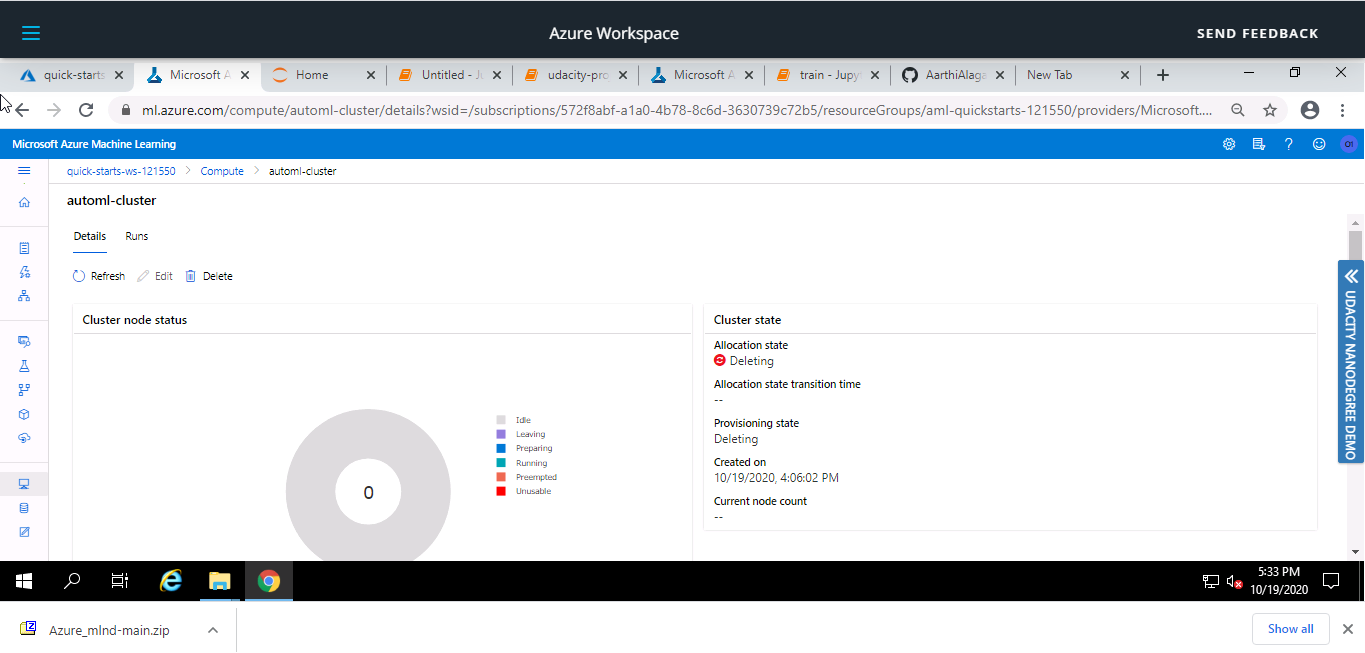 Azure Workspace
SEND FEEDBACK
quick-starts
Microsoft A
Home
Untitled - Ju
udacity-pro
Microsoft A
train - Jupyt
AarthiAlaga
New Tab
ml.azure.com/compute/automl-cluster/details?wsid=/subscriptions/572f8abf-a1a0-4b78-8c6d-3630739c72b5/resourceGroups/aml-quickstarts-121550/providers/Microsoft....
Microsoft Azure Machine Learning
O1
quick-starts-ws-121550 > Compute > automl-cluster
automl-cluster
Details
Runs
Refresh
Edit
Delete
Cluster node status
0
Idle
Leaving
Preparing
Running
Preempted
Unusable
Cluster state
Allocation state
Deleting
Allocation state transition time
--
Provisioning state
Deleting
Created on
10/19/2020, 4:06:02 PM
Current node count
--
UDACITY NANODEGREE DEMO
5:33 PM
10/19/2020
Azure_mlnd-main.zip
Show all